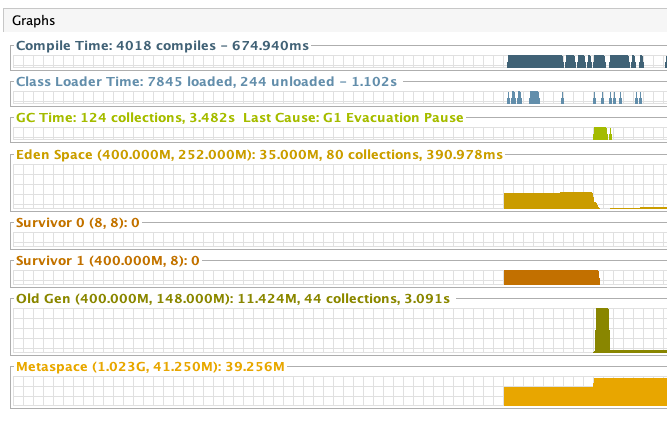 Graphs
Compile Time: 4018 compiles - 674.940ms
Class Loader Time: 7845 loaded, 244 unloaded - 1.102s
GC Time: 124 collections, 3.482s Last Cause: G1 Evacuation Pause
Eden Space (400.000M, 252.000M): 35.000M, 80 collections, 390.978ms
Survivor 0 (8, 8): 0
Survivor 1 (400.000M, 8): 0
Old Gen (400.000M, 148.000M): 11.424M, 44 collections, 3.091s
Metaspace (1.023G, 41.250M): 39.256M